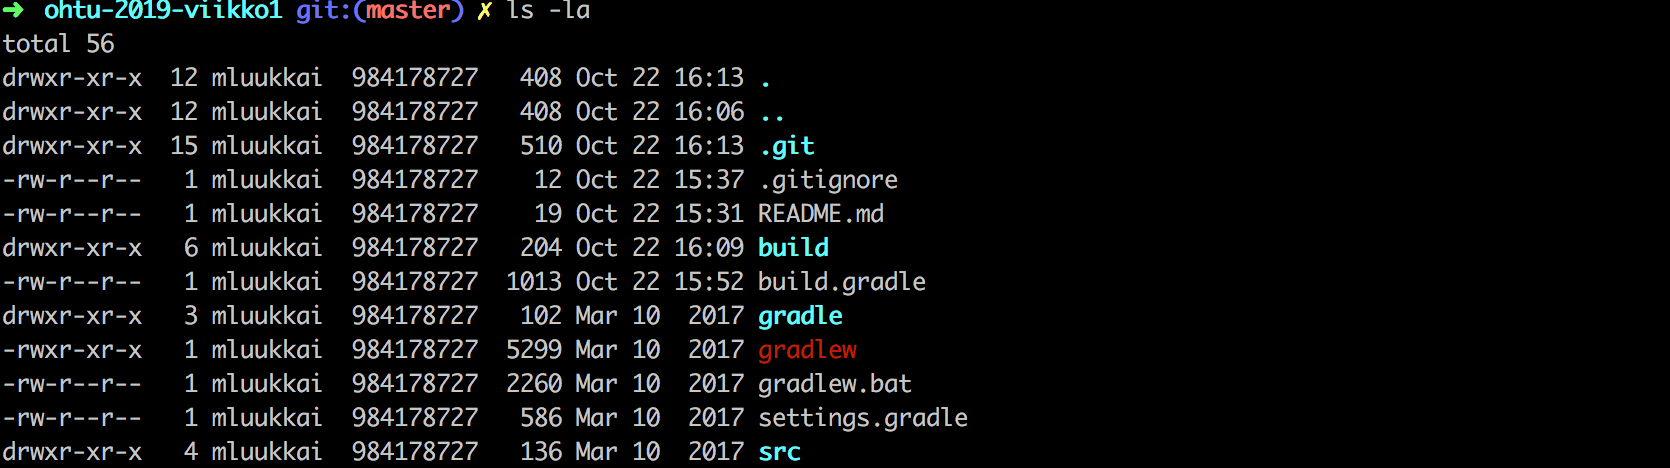 ➜  ohtu-2019-viikko1 git:(master) ✗ ls -la
total 56
drwxr-xr-x  12 mluukkai  984178727   408 Oct 22 16:13 .
drwxr-xr-x  12 mluukkai  984178727   408 Oct 22 16:06 ..
drwxr-xr-x  15 mluukkai  984178727   510 Oct 22 16:13 .git
-rw-r--r--   1 mluukkai  984178727    12 Oct 22 15:37 .gitignore
-rw-r--r--   1 mluukkai  984178727    19 Oct 22 15:31 README.md
drwxr-xr-x   6 mluukkai  984178727   204 Oct 22 16:09 build
-rw-r--r--   1 mluukkai  984178727  1013 Oct 22 15:52 build.gradle
drwxr-xr-x   3 mluukkai  984178727   102 Mar 10  2017 gradle
-rwxr-xr-x   1 mluukkai  984178727  5299 Mar 10  2017 gradlew
-rw-r--r--   1 mluukkai  984178727  2260 Mar 10  2017 gradlew.bat
-rw-r--r--   1 mluukkai  984178727   586 Mar 10  2017 settings.gradle
drwxr-xr-x   4 mluukkai  984178727   136 Mar 10  2017 src